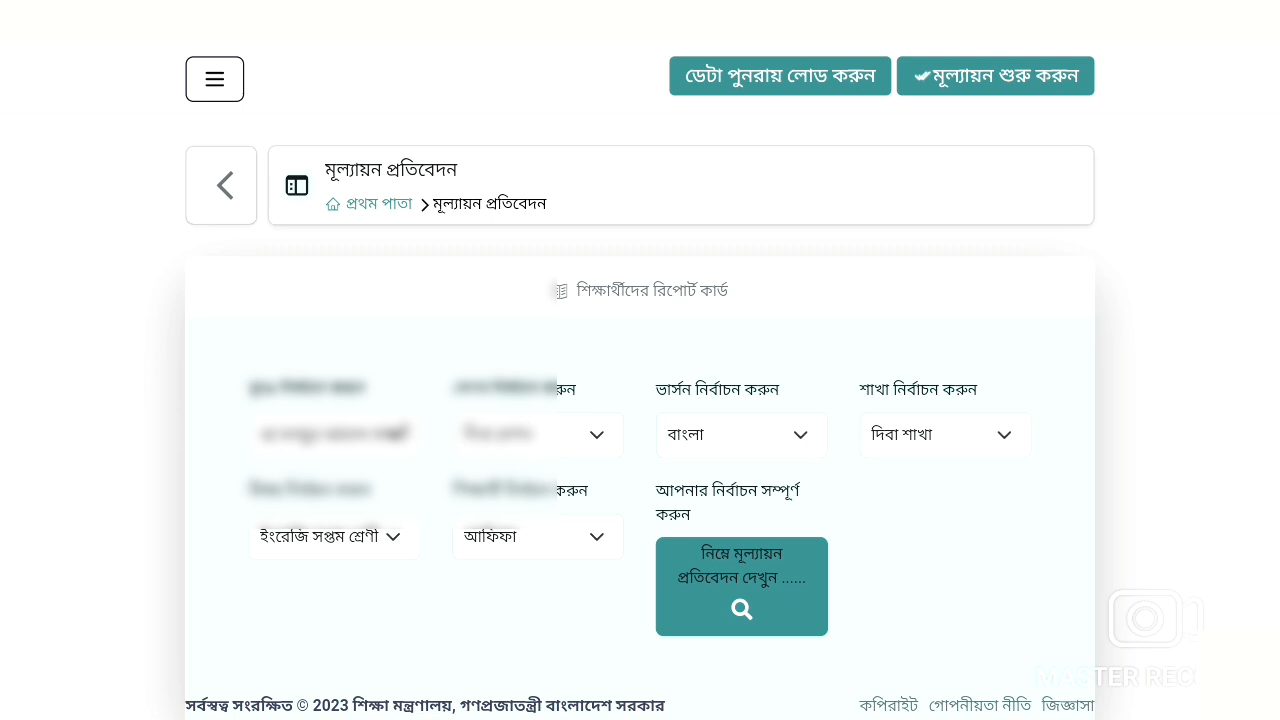 ডেটা পুনরায় লোড করুন
মূল্যায়ন শুরু করুন
মূল্যায়ন প্রতিবেদন
প্রথম পাতা
মূল্যায়ন প্রতিবেদন
শিক্ষার্থীদের রিপোর্ট কার্ড
ভার্সন নির্বাচন করুন
শাখা নির্বাচন করুন
বাংলা
দিবা শাখা
করুন
আপনার নির্বাচন সম্পূর্ণ
করুন
ইংরেজি সপ্তম শ্রেণী
আফিফা
নিম্নে মূল্যায়ন
প্রতিবেদন দেখুন ......
সর্বস্বত্ব সংরক্ষিত © 2023 শিক্ষা মন্ত্রণালয়, গণপ্রজাতন্ত্রী বাংলাদেশ সরকার
কপিরাইট গোপনীয়তা নীতি জিজ্ঞাসা
MASTER REC